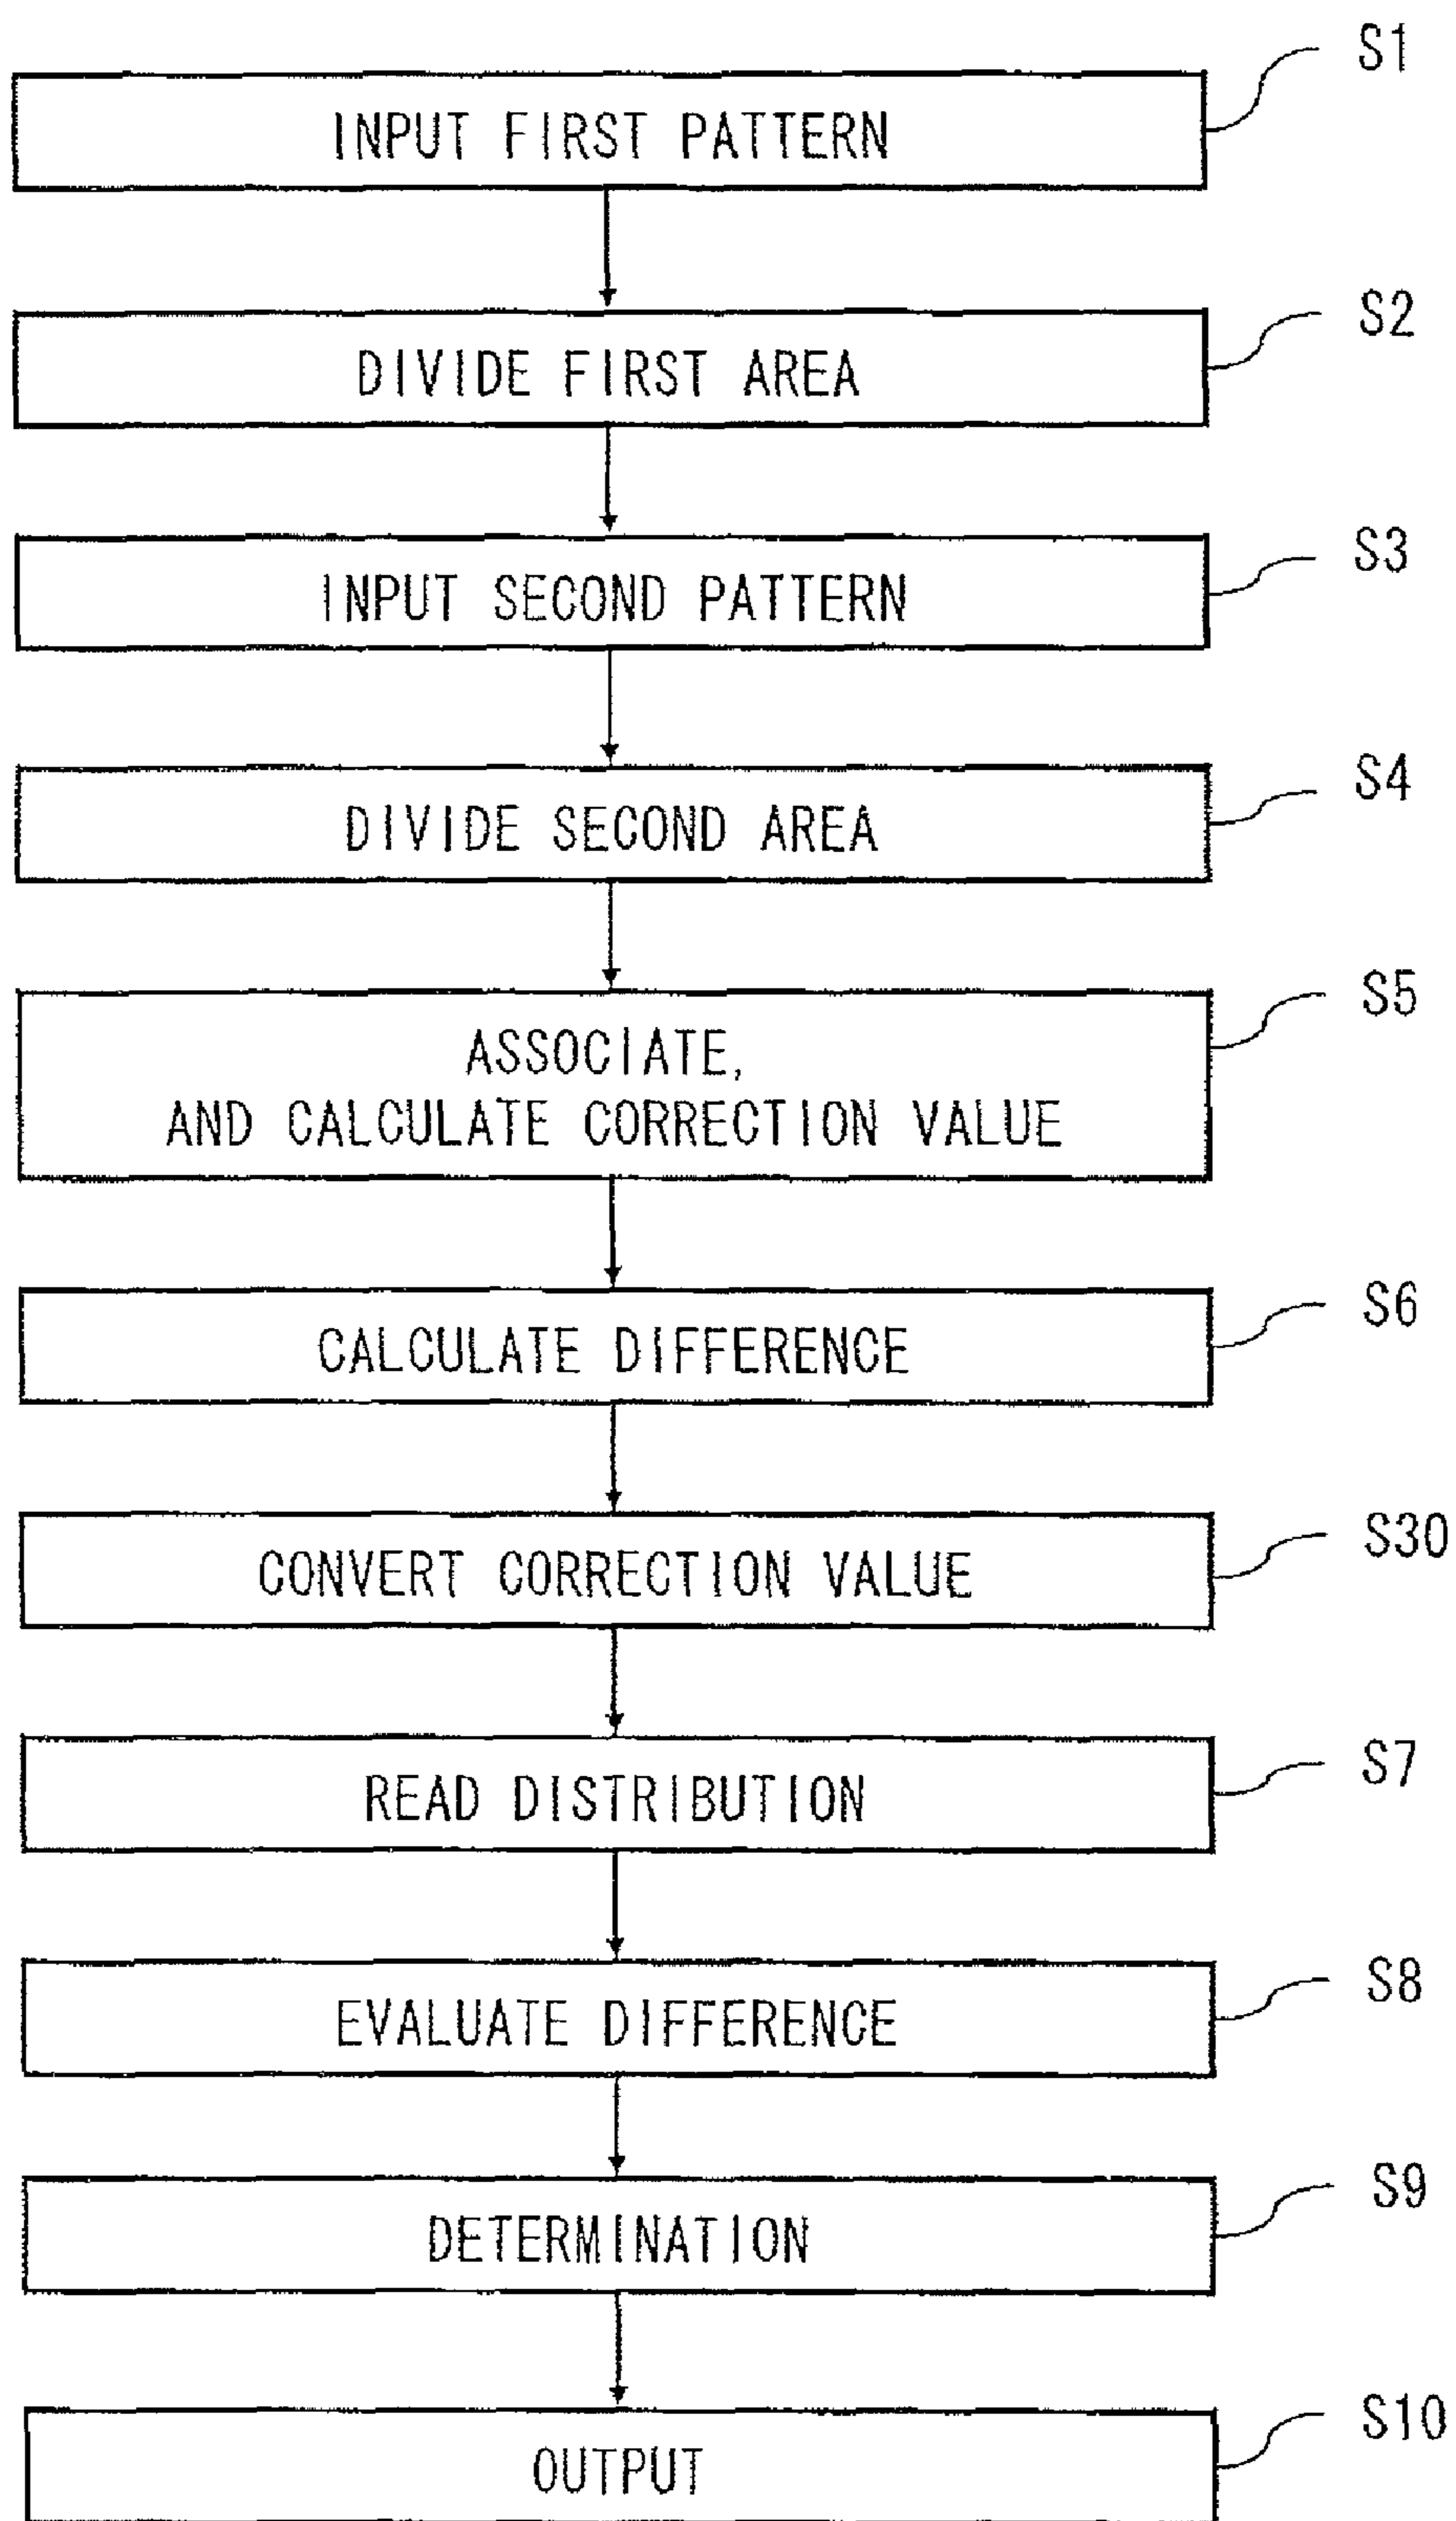 S1
INPUT FIRST PATTERN
S2
DIVIDE FIRST AREA
S3
INPUT SECOND PATTERN
S4
DIVIDE SECOND AREA
S5
ASSOCIATE,
AND CALCULATE CORRECTION VALUE
S6
CALCULATE DIFFERENCE
S30
CONVERT CORRECTION VALUE
S7
READ DISTRIBUTION
S8
EVALUATE DIFFERENCE
S9
DETERMINATION
S10
OUTPUT